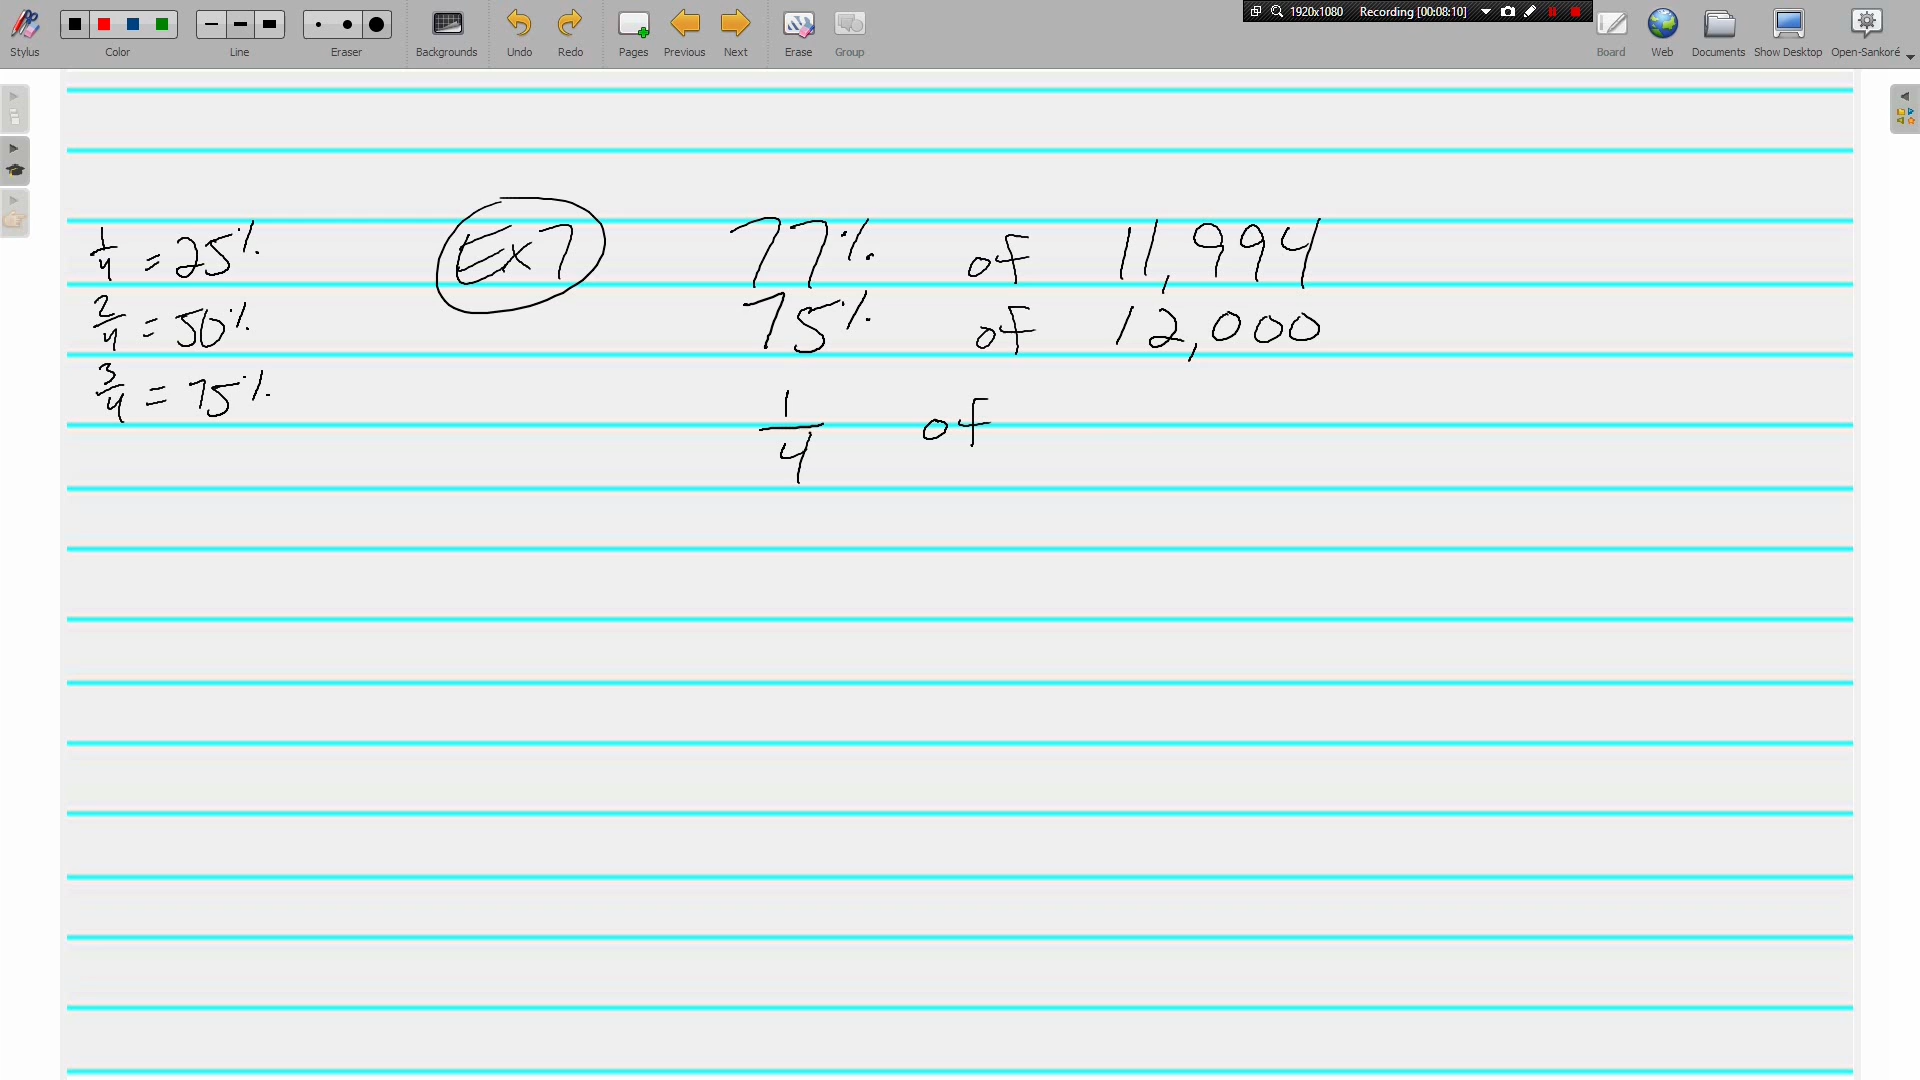 1920x1080 Recording [00:08:10]
Stylus Color Line Eraser Backgrounds Undo Redo Pages Previous Next Erase Group Board Web Documents Show Desktop Open-Sankoré
1/4 = 25% Ex 7 77% of 11,994
2/4 = 50% 75% of 12,000
3/4 = 75% 1/4 of